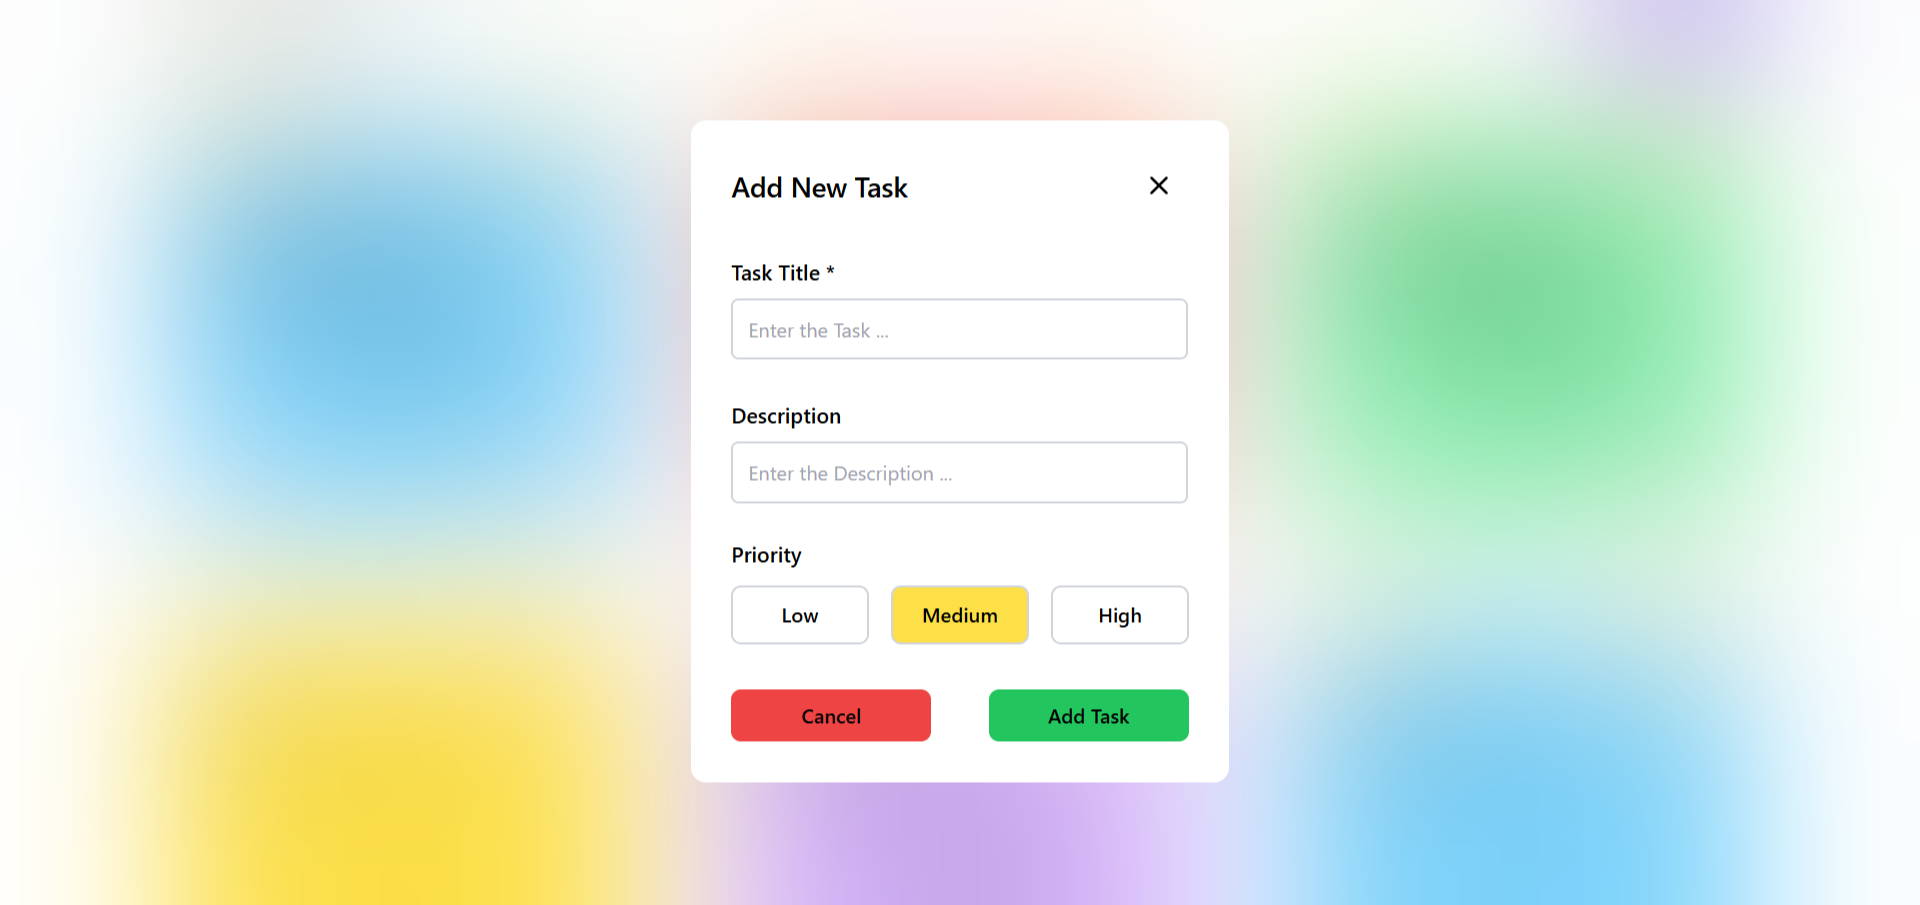 Add New Task
Task Title *
Enter the Task ...
Description
Enter the Description ...
Priority
Low Medium High
Cancel Add Task